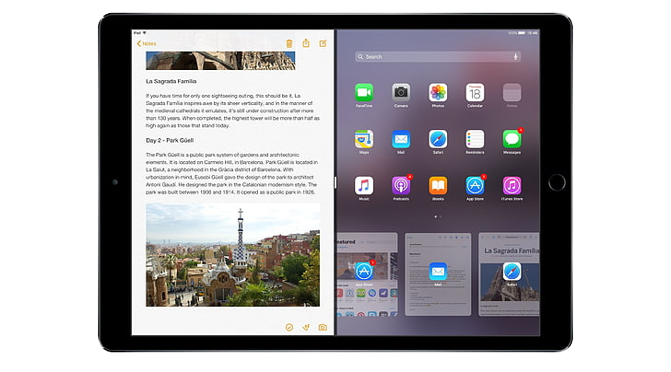 iPad
100%
Notes
La Sagrada Familia
If you have time for only one sightseeing outing, this should be it. La
Sagrada Familia inspires awe by its sheer verticality, and in the manner of
the medieval cathedrals it emulates, it's still under construction after more
than 130 years. When completed, the highest tower will be more than half as
high again as those that stand today.
Day 2 - Park Güell
The Park Güell is a public park system of gardens and architectonic
elements. It is located on Carmelo Hill, in Barcelona. Park Güell is located in
La Salut, a neighborhood in the Gràcia district of Barcelona. With
urbanization in mind, Eusebi Güell gave the design of the park to architect
Antoni Gaudí. He designed the park in the Catalonian modernism style. The
park was built between 1900 and 1914. It opened as a public park in 1926.
Search
18
FaceTime Camera Photos Calendar Notes
Maps Mail Safari Reminders Messages
Music Podcasts iBooks App Store iTunes Store
La Sagrada Familia
App Store Mail Safari